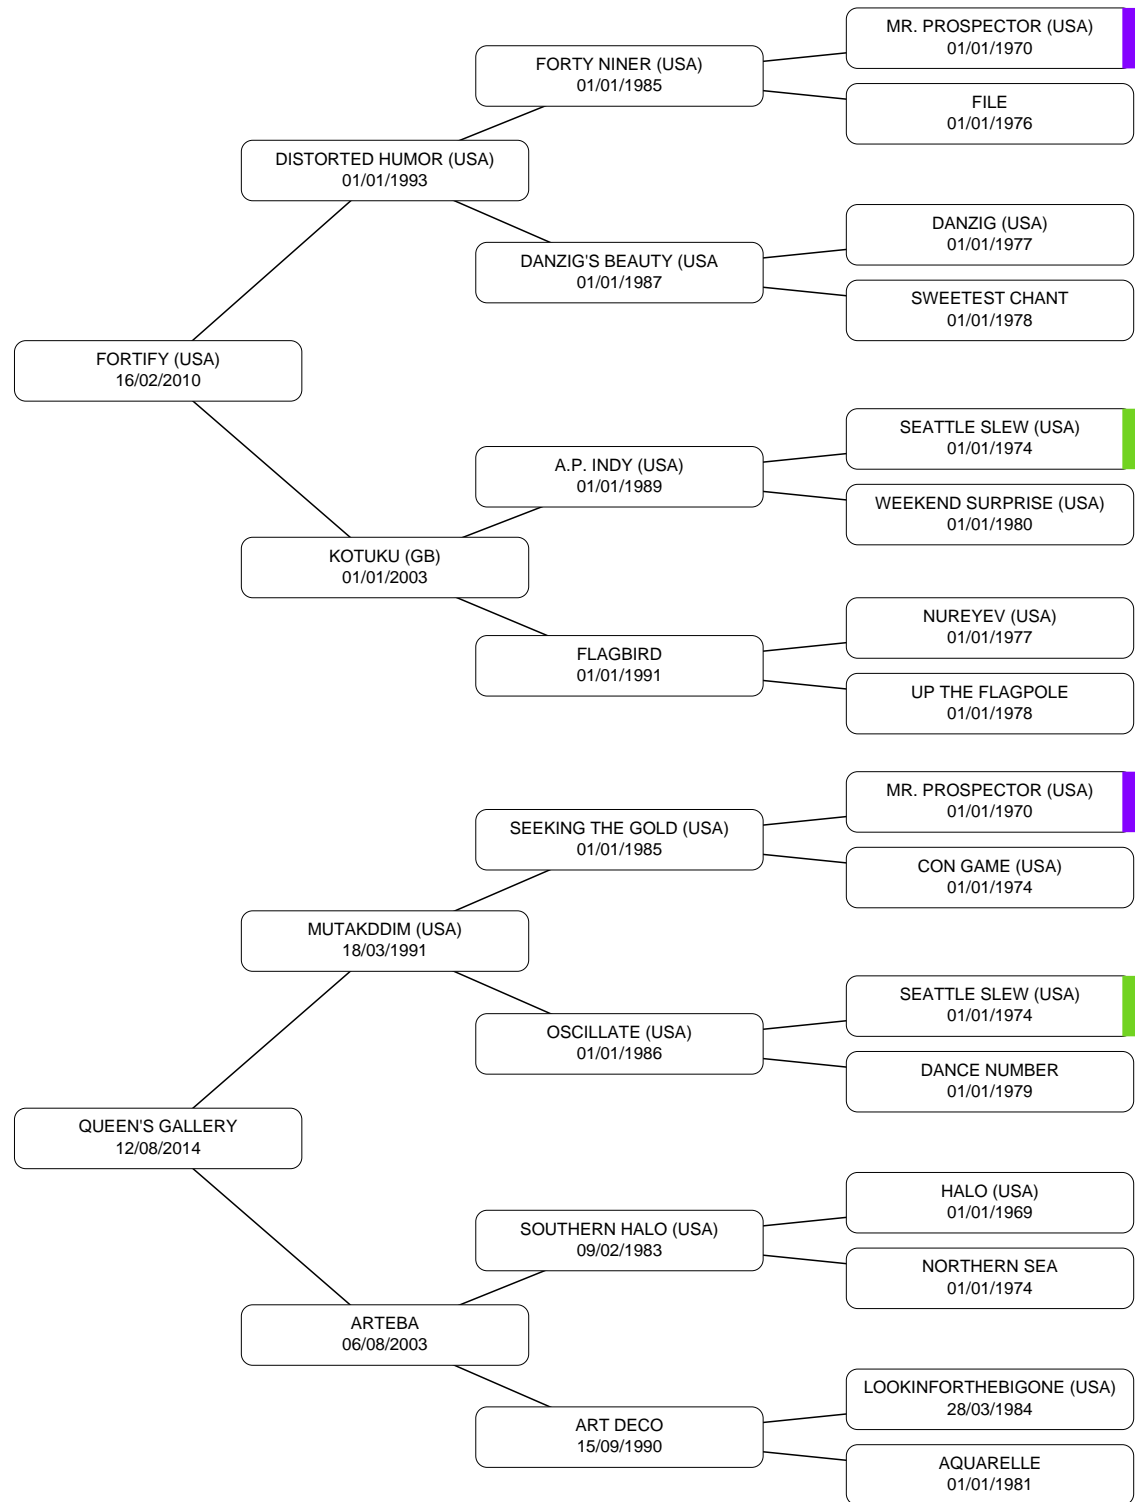 MR. PROSPECTOR (USA)
01/01/1970
FORTY NINER (USA)
01/01/1985
FILE
01/01/1976
DISTORTED HUMOR (USA)
01/01/1993
DANZIG (USA)
01/01/1977
DANZIG'S BEAUTY (USA
01/01/1987
SWEETEST CHANT
01/01/1978
FORTIFY (USA)
16/02/2010
SEATTLE SLEW (USA)
01/01/1974
A.P. INDY (USA)
01/01/1989
WEEKEND SURPRISE (USA)
01/01/1980
KOTUKU (GB)
01/01/2003
NUREYEV (USA)
01/01/1977
FLAGBIRD
01/01/1991
UP THE FLAGPOLE
01/01/1978
MR. PROSPECTOR (USA)
01/01/1970
SEEKING THE GOLD (USA)
01/01/1985
CON GAME (USA)
01/01/1974
MUTAKDDIM (USA)
18/03/1991
SEATTLE SLEW (USA)
01/01/1974
OSCILLATE (USA)
01/01/1986
DANCE NUMBER
01/01/1979
QUEEN'S GALLERY
12/08/2014
HALO (USA)
01/01/1969
SOUTHERN HALO (USA)
09/02/1983
NORTHERN SEA
01/01/1974
ARTEBA
06/08/2003
LOOKINFORTHEBIGONE (USA)
28/03/1984
ART DECO
15/09/1990
AQUARELLE
01/01/1981